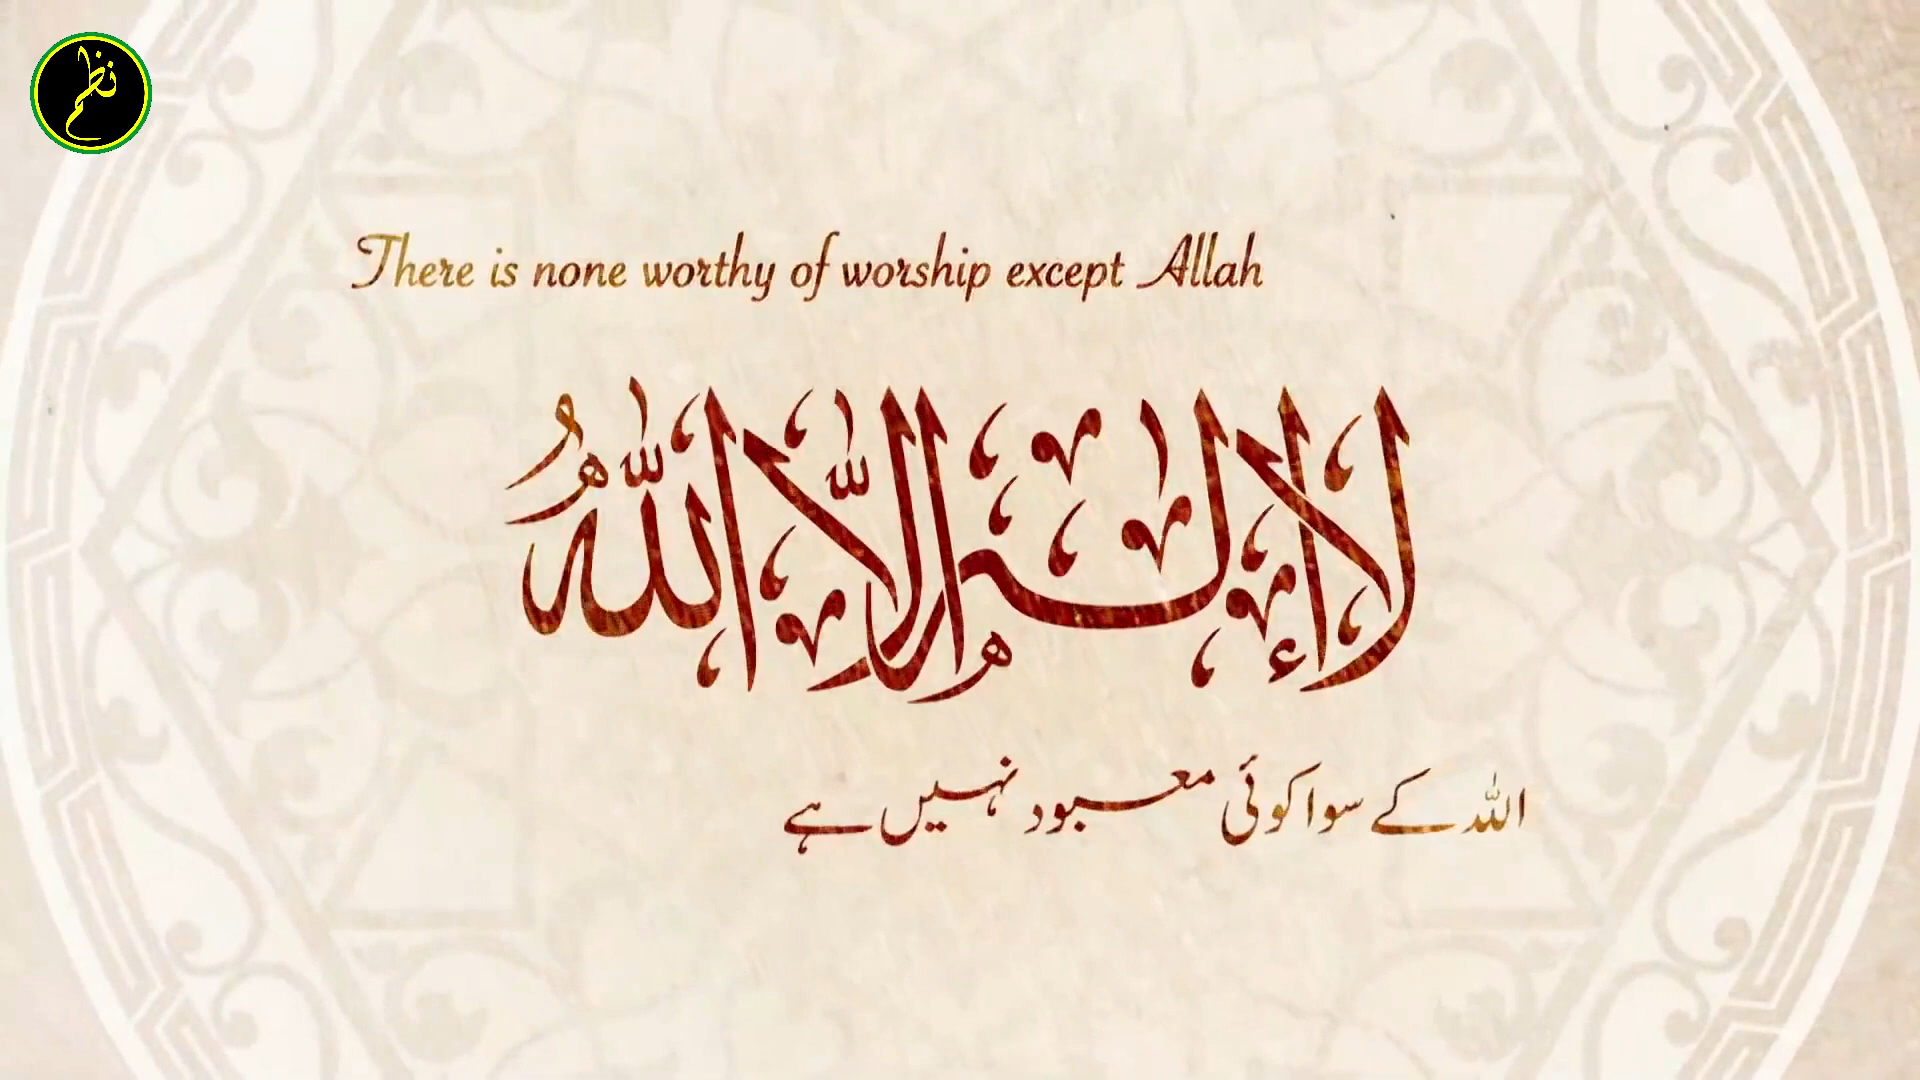 نظم
There is none worthy of worship except Allah
لا إله إلا الله
اللہ کے سوا کوئی معبود نہیں ہے